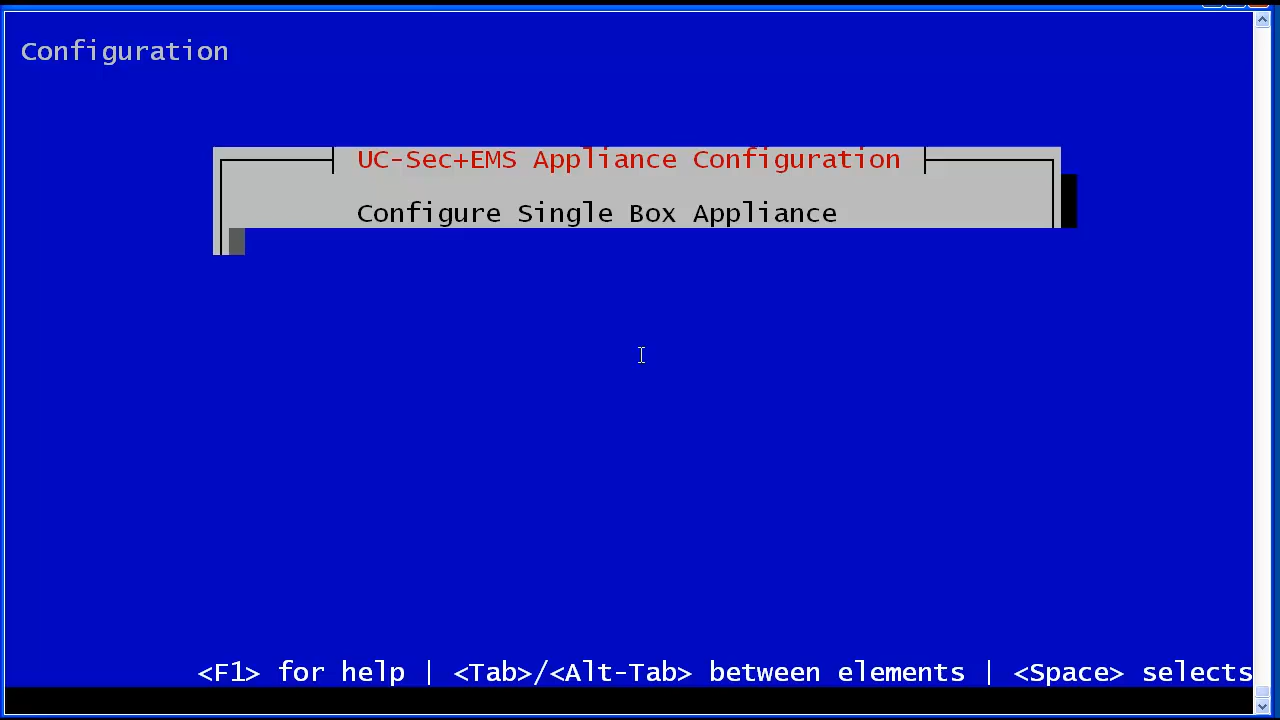 Configuration
UC-Sec+EMS Appliance Configuration
Configure Single Box Appliance
<F1> for help | <Tab>/<Alt-Tab> between elements | <Space> selects